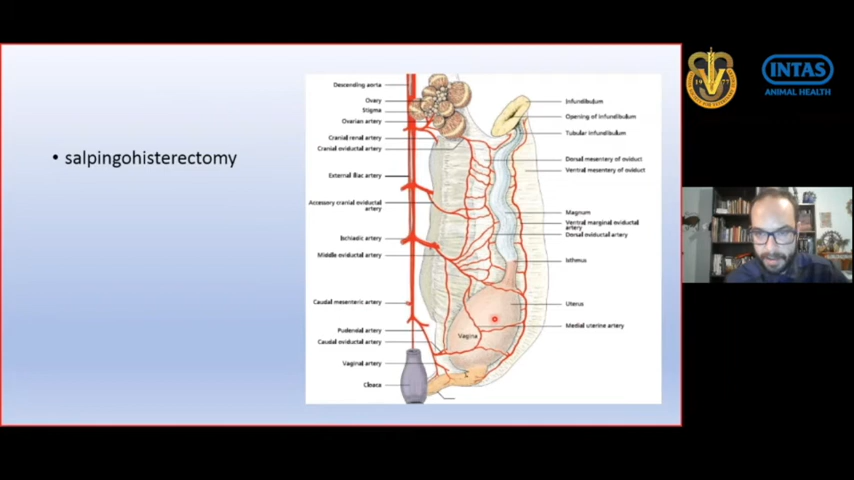 • salpingohisterectomy
Descending aorta
Ovary
Stigma
Ovarian artery
Cranial renal artery
Cranial oviductal artery
External iliac artery
Accessory cranial oviductal
artery
Ischiadic artery
Middle oviductal artery
Caudal mesenteric artery
Pudendal artery
Caudal oviductal artery
Vaginal artery
Cloaca
Vagina
Infundibulum
Opening of infundibulum
Tubular infundibulum
Dorsal mesentery of oviduct
Ventral mesentery of oviduct
Magnum
Ventral marginal oviductal
artery
Dorsal oviductal artery
Isthmus
Uterus
Medial uterine artery
INTAS
ANIMAL HEALTH